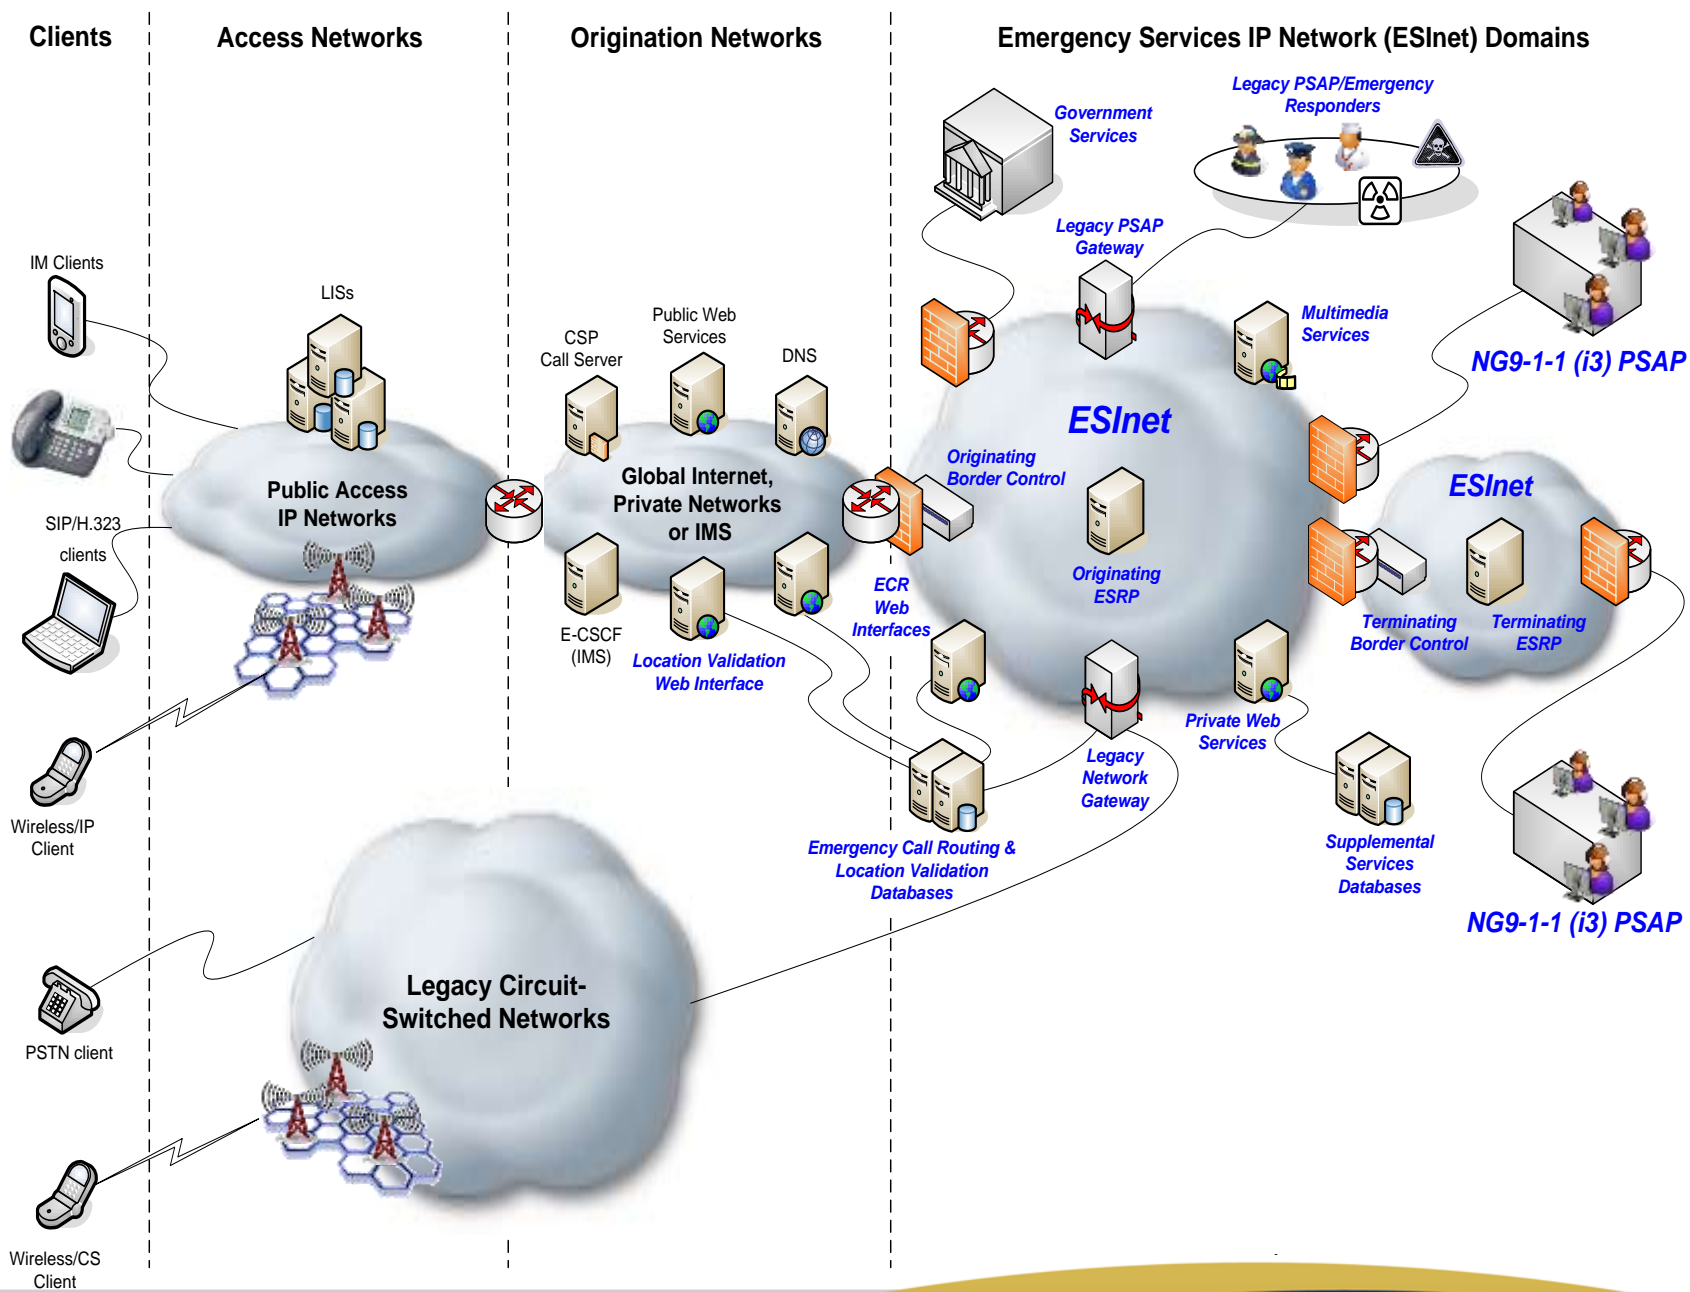 Clients
Access Networks
Origination Networks
Emergency Services IP Network (ESInet) Domains
Government
Services
Legacy PSAP/Emergency
Responders
Legacy PSAP
Gateway
IM Clients
LISs
CSP
Call Server
Public Web
Services
DNS
Multimedia
Services
NG9-1-1 (i3) PSAP
ESInet
Originating
Border Control
Public Access
IP Networks
Global Internet,
Private Networks
or IMS
ESInet
SIP/H.323
clients
Originating
ESRP
ECR
Web
Interfaces
Terminating
Border Control
Terminating
ESRP
E-CSCF
(IMS)
Location Validation
Web Interface
Private Web
Services
Legacy
Network
Gateway
Wireless/IP
Client
Emergency Call Routing &
Location Validation
Databases
Supplemental
Services
Databases
NG9-1-1 (i3) PSAP
Legacy Circuit-
Switched Networks
PSTN client
Wireless/CS
Client